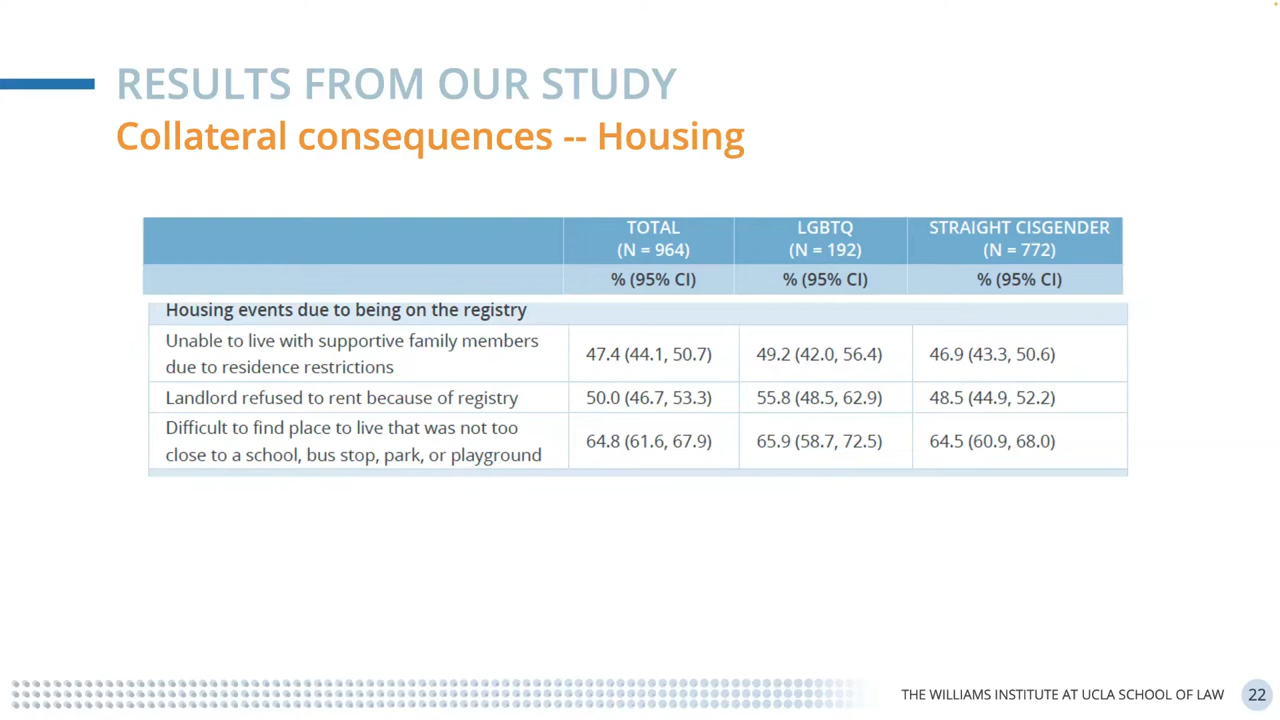 RESULTS FROM OUR STUDY
Collateral consequences -- Housing
TOTAL (N = 964) LGBTQ (N = 192) STRAIGHT CISGENDER (N = 772)
% (95% CI) % (95% CI) % (95% CI)
Housing events due to being on the registry
Unable to live with supportive family members
due to residence restrictions 47.4 (44.1, 50.7) 49.2 (42.0, 56.4) 46.9 (43.3, 50.6)
Landlord refused to rent because of registry 50.0 (46.7, 53.3) 55.8 (48.5, 62.9) 48.5 (44.9, 52.2)
Difficult to find place to live that was not too
close to a school, bus stop, park, or playground 64.8 (61.6, 67.9) 65.9 (58.7, 72.5) 64.5 (60.9, 68.0)
THE WILLIAMS INSTITUTE AT UCLA SCHOOL OF LAW 22